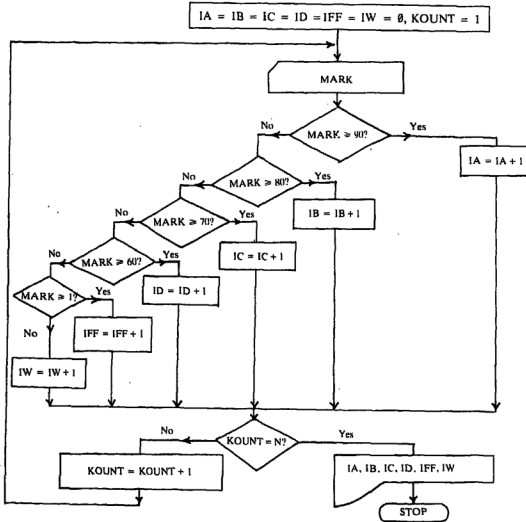 IA = IB = IC = ID = IFF = IW = 0, KOUNT = 1
MARK
No
MARK ≥ 90?
Yes
IA = IA + 1
No
MARK ≥ 80?
Yes
IB = IB + 1
No
MARK ≥ 70?
Yes
IC = IC + 1
No
MARK ≥ 60?
Yes
ID = ID + 1
MARK ≥ 1?
Yes
IFF = IFF + 1
No
IW = IW + 1
No
KOUNT = N?
Yes
KOUNT = KOUNT + 1
IA, IB, IC, ID, IFF, IW
STOP